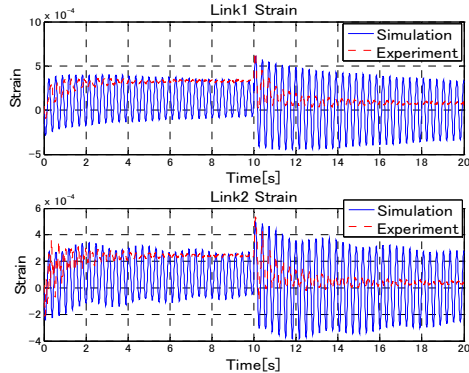 Link1 Strain
x 10⁻⁴
10
5
0
-5
Strain
Simulation
Experiment
0 2 4 6 8 10 12 14 16 18 20
Time[s]
Link2 Strain
x 10⁻⁴
6
4
2
0
-2
-4
Strain
Simulation
Experiment
0 2 4 6 8 10 12 14 16 18 20
Time[s]